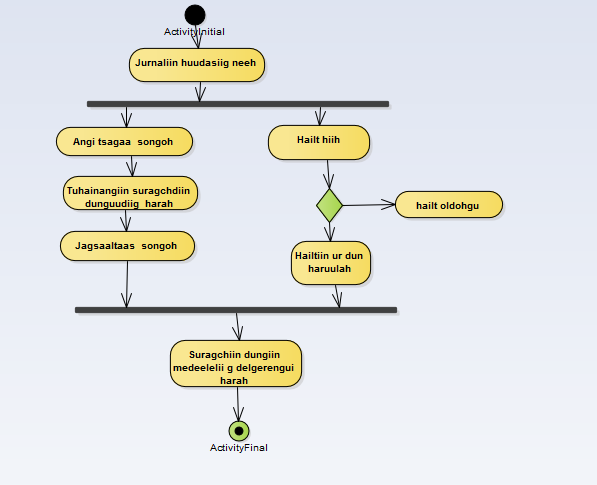 ActivityInitial
Jurnaliin huudasiig neeh
Angi tsagaa songoh
Tuhainangiin suragchdiin
dunguudiig harah
Jagsaaltaas songoh
Hailt hiih
hailt oldohgu
Hailtiin ur dun
haruulah
Suragchiin dungiin
medeelelii g delgerengui
harah
ActivityFinal